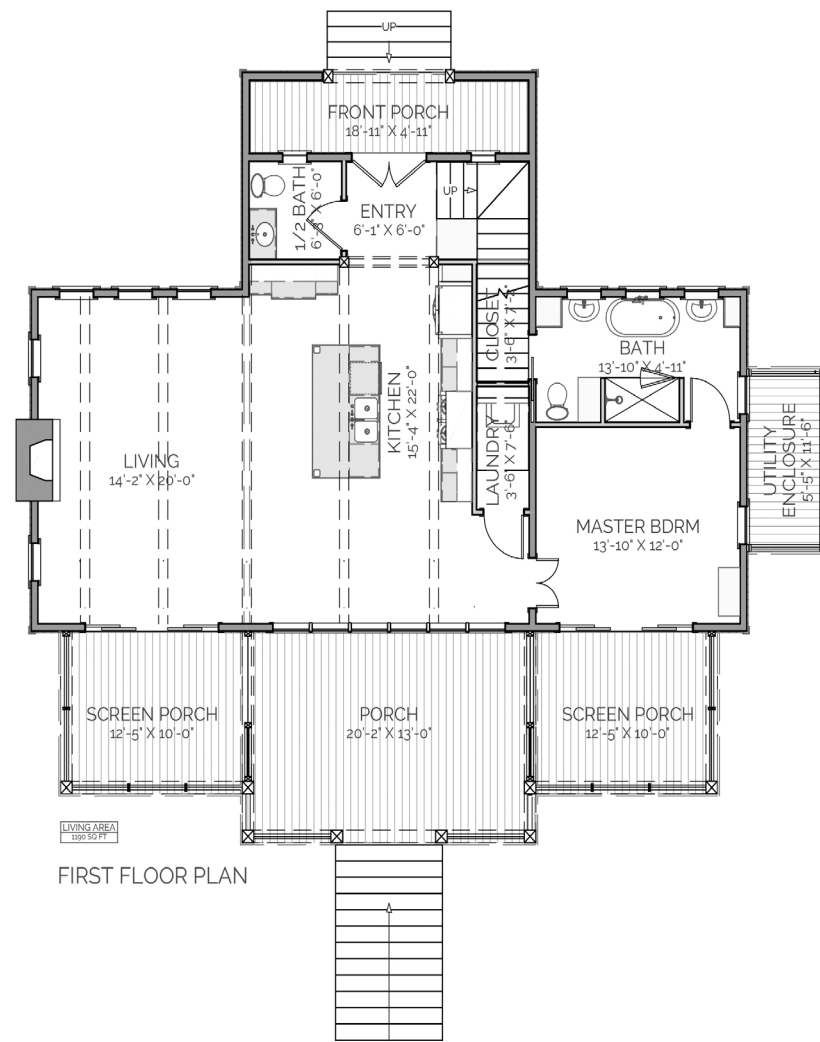 UP
FRONT PORCH
18'-11" X 4'-11"
1/2 BATH
6'-3" X 6'-0"
ENTRY
6'-1" X 6'-0"
UP
CLOSET
3'-6" X 7'-2"
BATH
13'-10" X 4'-11"
KITCHEN
15'-4" X 22'-0"
LIVING
14'-2" X 20'-0"
LAUNDRY
3'-6" X 7'-6"
UTILITY
ENCLOSURE
5'-5" X 11'-6"
MASTER BDRM
13'-10" X 12'-0"
SCREEN PORCH
12'-5" X 10'-0"
PORCH
20'-2" X 13'-0"
SCREEN PORCH
12'-5" X 10'-0"
LIVING AREA
1190 SQ FT
FIRST FLOOR PLAN